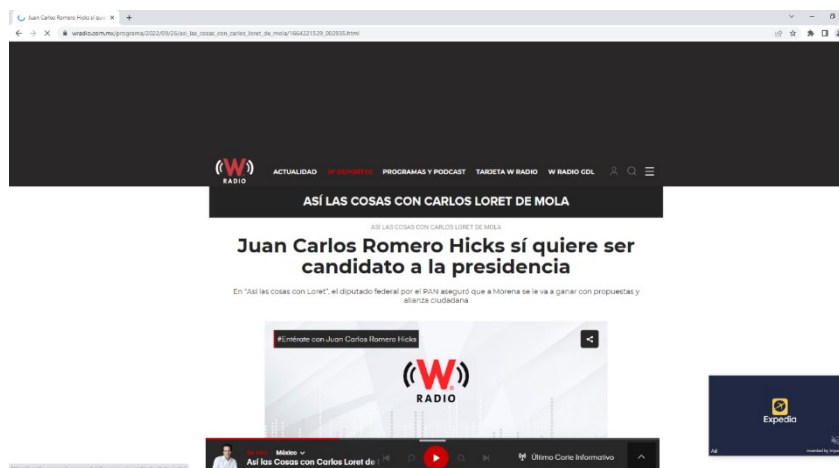 Juan Carlos Romero Hicks sí quie
wradio.com.mx/programa/2022/09/26/asi_las_cosas_con_carlos_loret_de_mola/1664221529_002935.html
W
RADIO
ACTUALIDAD W DEPORTES PROGRAMAS Y PODCAST TARJETA W RADIO W RADIO GDL
ASÍ LAS COSAS CON CARLOS LORET DE MOLA
ASÍ LAS COSAS CON CARLOS LORET DE MOLA
Juan Carlos Romero Hicks sí quiere ser
candidato a la presidencia
En "Así las cosas con Loret", el diputado federal por el PAN aseguró que a Morena se le va a ganar con propuestas y
alianza ciudadana
#Entérate con Juan Carlos Romero Hicks
W
RADIO
Expedia
Ad
México
Así las Cosas con Carlos Loret de
Último Corte Informativo